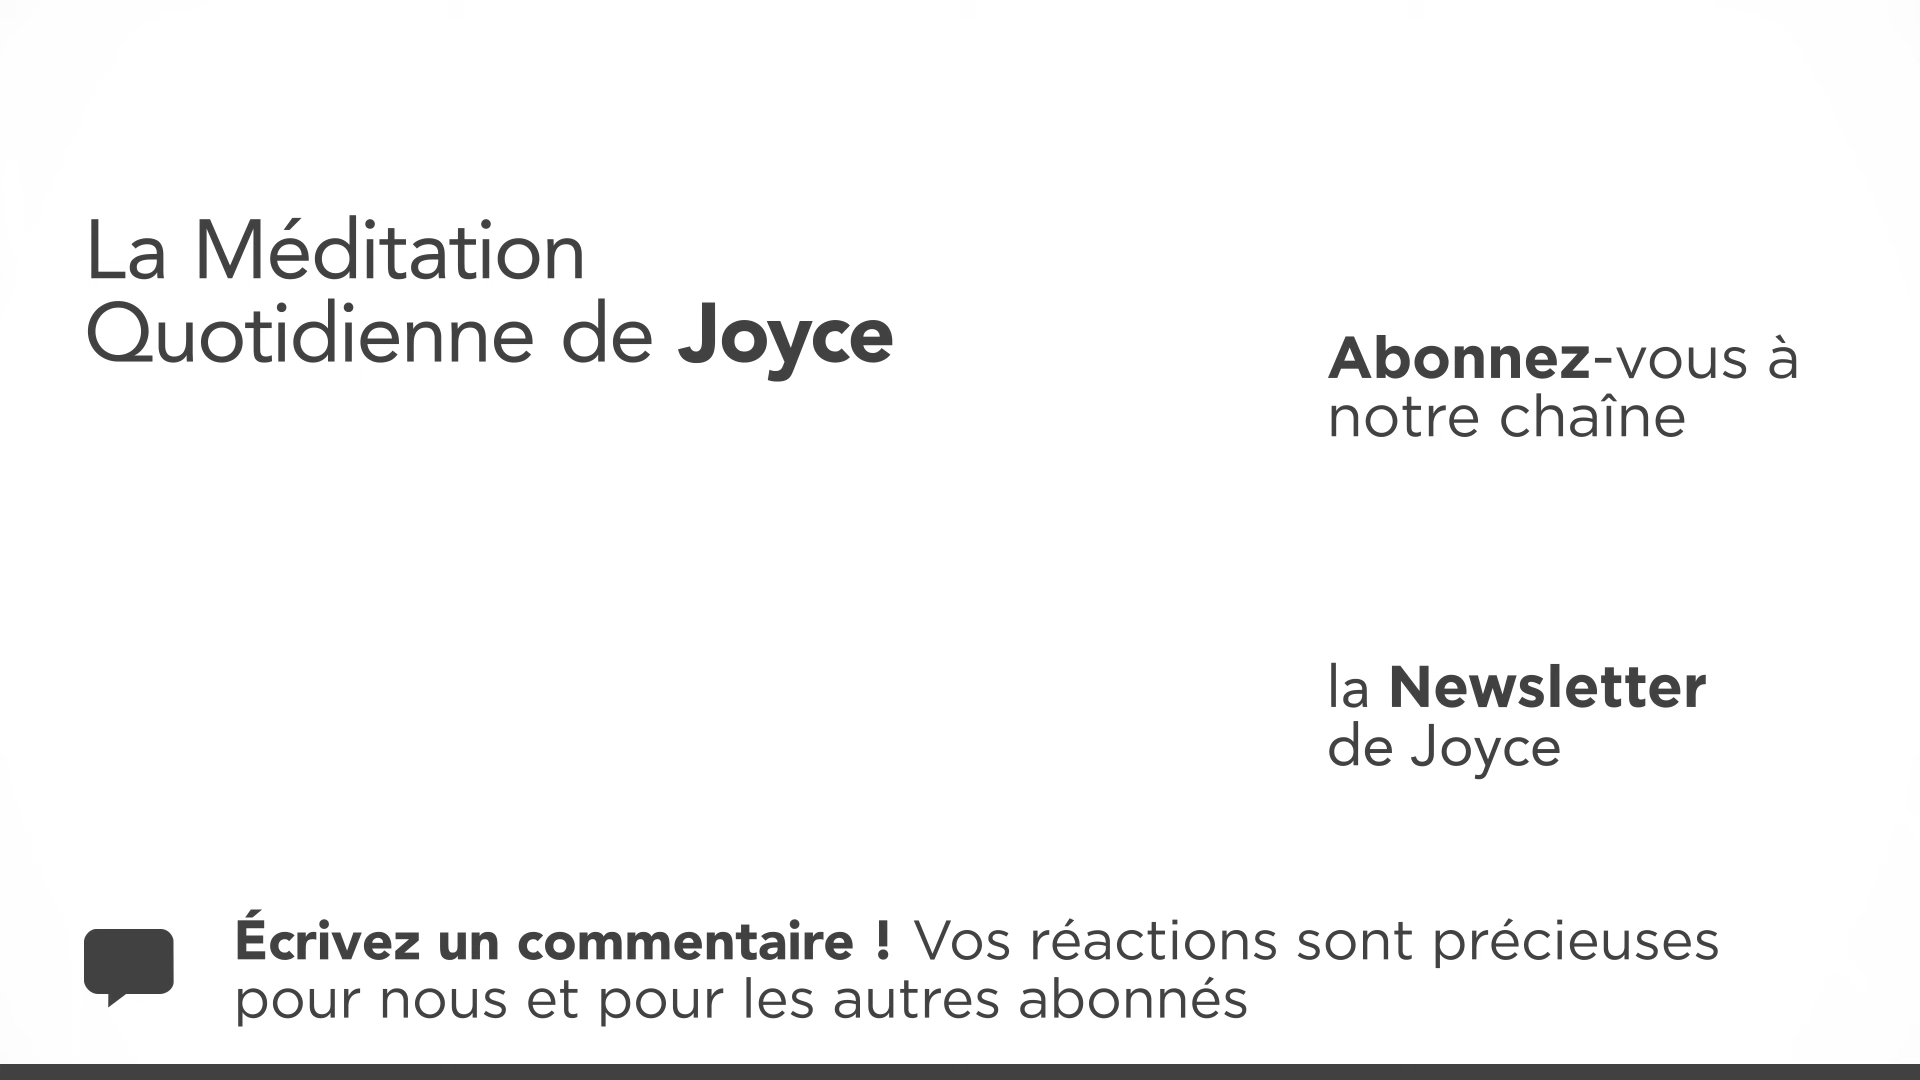 La Méditation
Quotidienne de Joyce
Abonnez-vous à
notre chaîne
la Newsletter
de Joyce
Écrivez un commentaire ! Vos réactions sont précieuses
pour nous et pour les autres abonnés